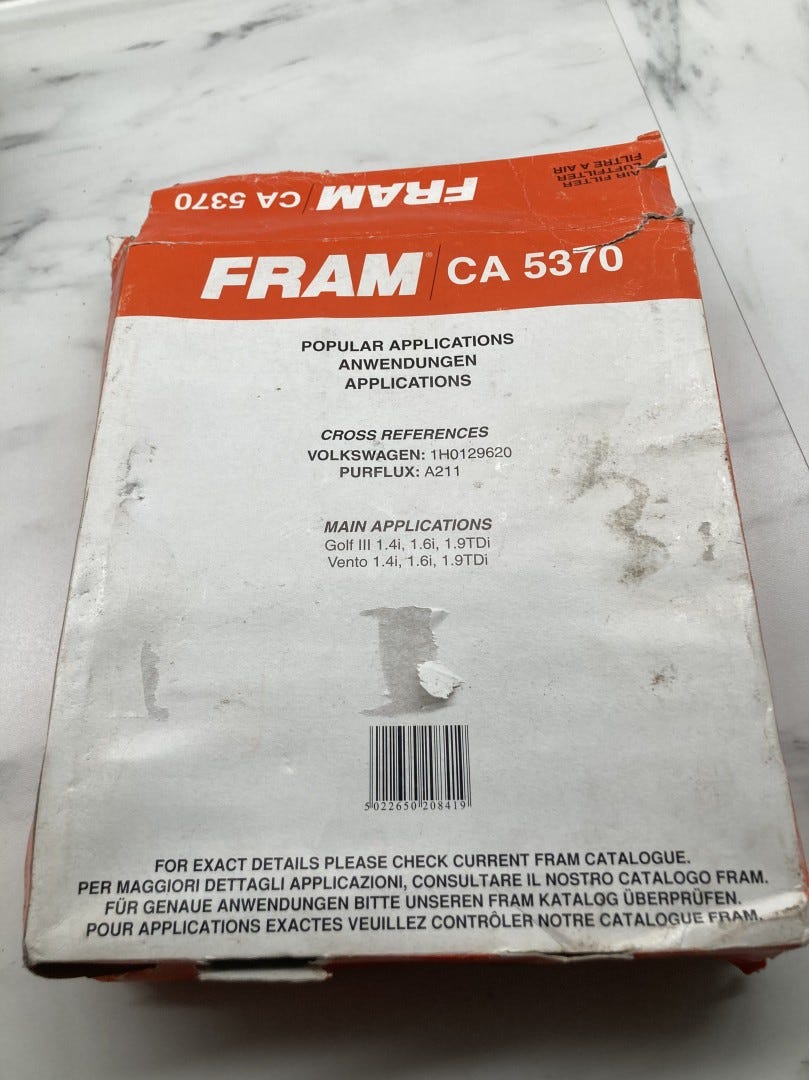 AIR FILTER
LUFTFILTER
FILTRE A AIR
FRAM CA 5370
FRAM® CA 5370
POPULAR APPLICATIONS
ANWENDUNGEN
APPLICATIONS
CROSS REFERENCES
VOLKSWAGEN: 1H0129620
PURFLUX: A211
MAIN APPLICATIONS
Golf III 1.4i, 1.6i, 1.9TDi
Vento 1.4i, 1.6i, 1.9TDi
5022650208419
FOR EXACT DETAILS PLEASE CHECK CURRENT FRAM CATALOGUE.
PER MAGGIORI DETTAGLI APPLICAZIONI, CONSULTARE IL NOSTRO CATALOGO FRAM.
FÜR GENAUE ANWENDUNGEN BITTE UNSEREN FRAM KATALOG ÜBERPRÜFEN.
POUR APPLICATIONS EXACTES VEUILLEZ CONTRÔLER NOTRE CATALOGUE FRAM.